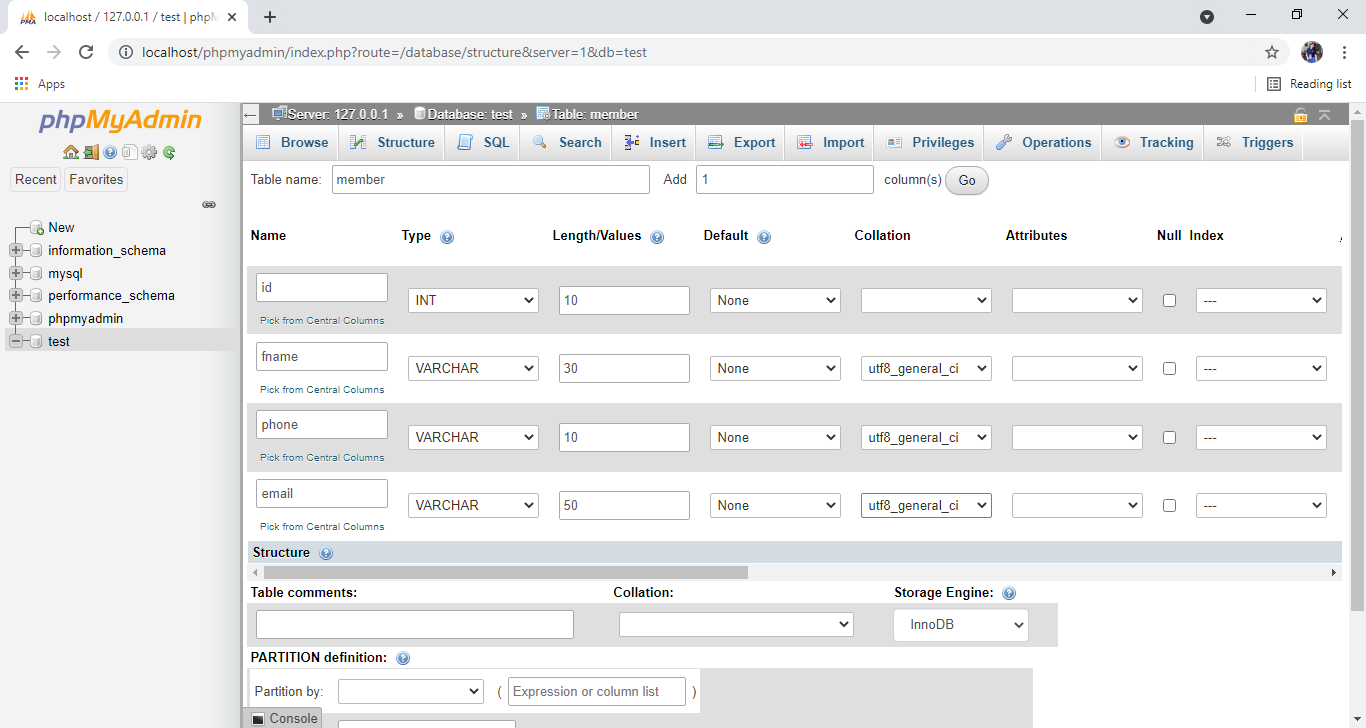 localhost / 127.0.0.1 / test | phpM
localhost/phpmyadmin/index.php?route=/database/structure&server=1&db=test
Apps
Reading list
phpMyAdmin
Recent Favorites
New
information_schema
mysql
performance_schema
phpmyadmin
test
Server: 127.0.0.1 » Database: test » Table: member
Browse Structure SQL Search Insert Export Import Privileges Operations Tracking Triggers
Table name: member Add 1 column(s) Go
Name Type Length/Values Default Collation Attributes Null Index
id INT 10 None ---
Pick from Central Columns
fname VARCHAR 30 None utf8_general_ci ---
Pick from Central Columns
phone VARCHAR 10 None utf8_general_ci ---
Pick from Central Columns
email VARCHAR 50 None utf8_general_ci ---
Pick from Central Columns
Structure
Table comments: Collation: Storage Engine:
InnoDB
PARTITION definition:
Partition by: ( Expression or column list )
Console